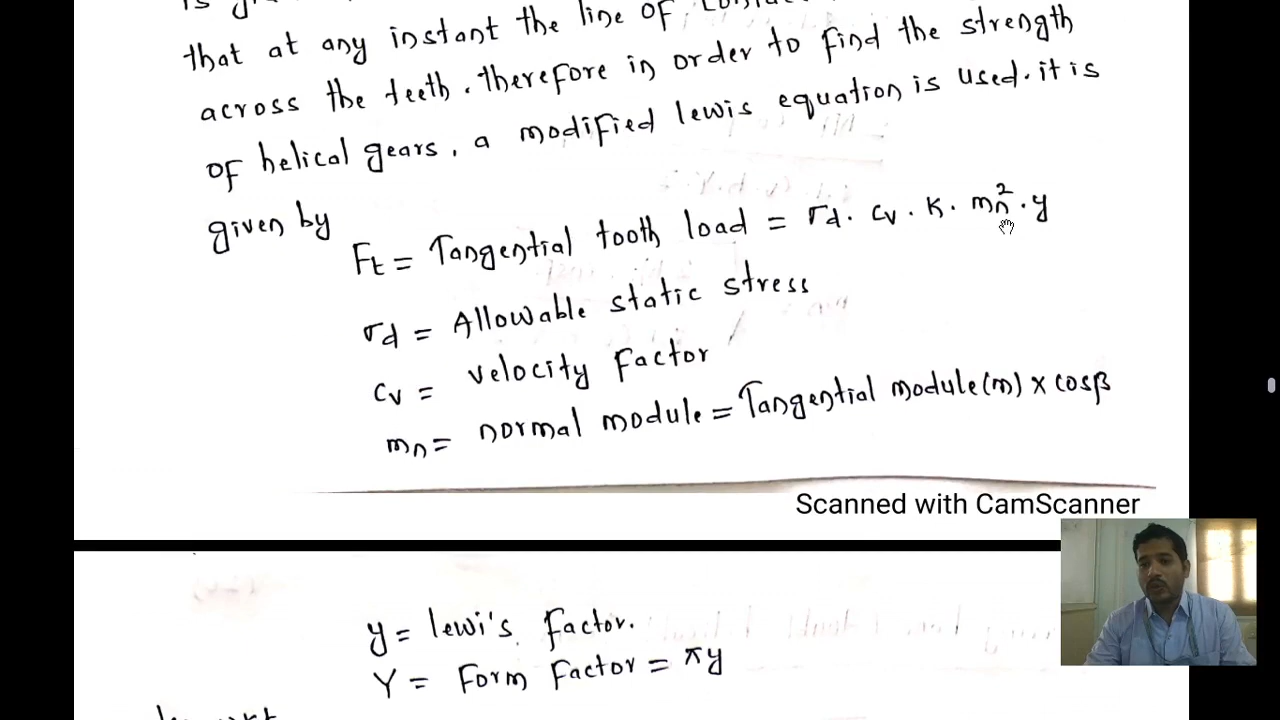 that at any instant the line of
across the teeth. therefore in order to find the strength
of helical gears, a modified lewis equation is used. it is
given by
Ft = Tangential tooth load = σd. cv. k. mn². y
σd = Allowable static stress
cv = velocity factor
mn = normal module = Tangential module(m) x cosβ
Scanned with CamScanner
y = lewi's factor.
Y = Form Factor = πy